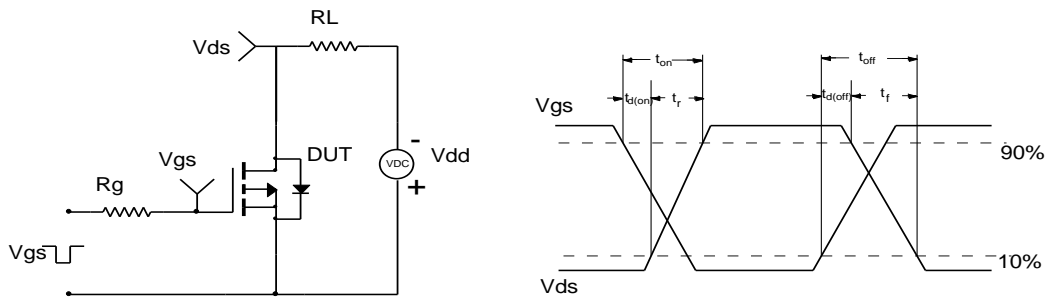 RL
Vds
Vgs
DUT
VDC
-
+
Vdd
Rg
Vgs
ton
toff
td(on)
tr
td(off)
tf
Vgs
90%
10%
Vds